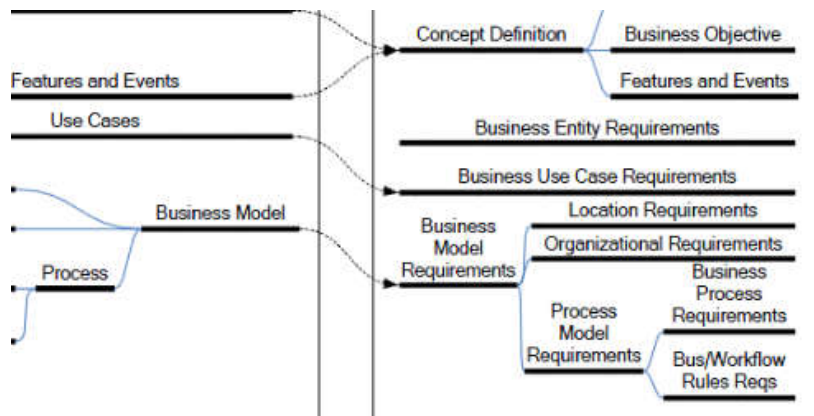 Concept Definition
Business Objective
Features and Events
Features and Events
Use Cases
Business Entity Requirements
Business Use Case Requirements
Business Model
Location Requirements
Business
Model
Requirements
Organizational Requirements
Process
Business
Process
Requirements
Process
Model
Requirements
Bus/Workflow
Rules Reqs